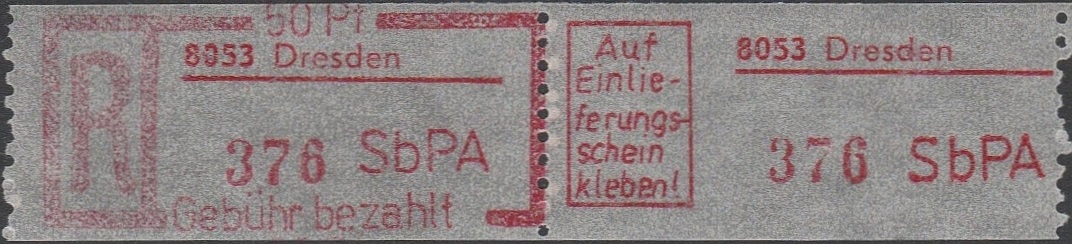 50 Pf
R
8053 Dresden
376 SbPA
Gebühr bezahlt
Auf
Einlie-
ferungs-
schein
kleben!
8053 Dresden
376 SbPA